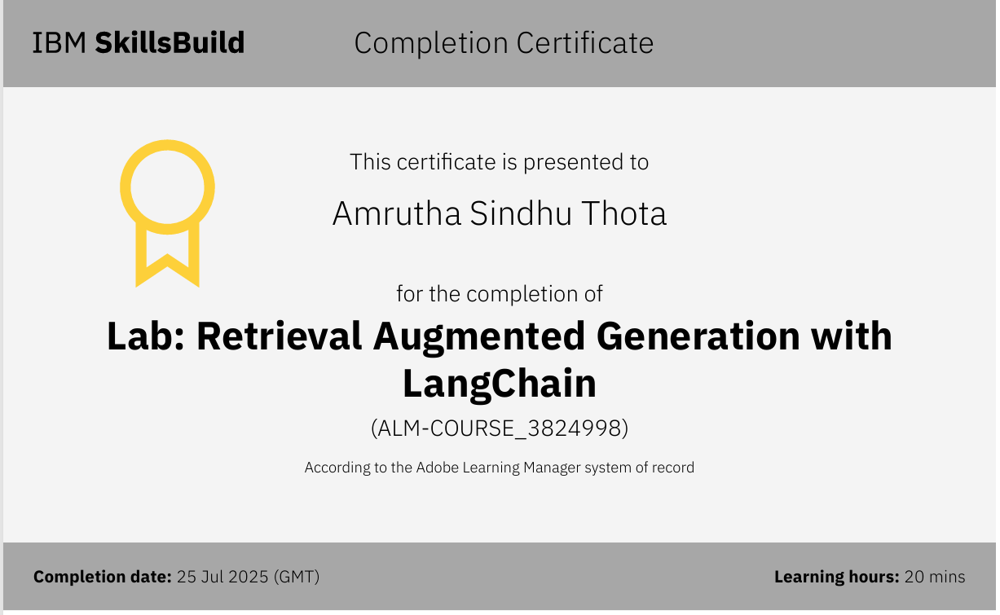 IBM SkillsBuild
Completion Certificate
This certificate is presented to
Amrutha Sindhu Thota
for the completion of
Lab: Retrieval Augmented Generation with
LangChain
(ALM-COURSE_3824998)
According to the Adobe Learning Manager system of record
Completion date: 25 Jul 2025 (GMT)
Learning hours: 20 mins